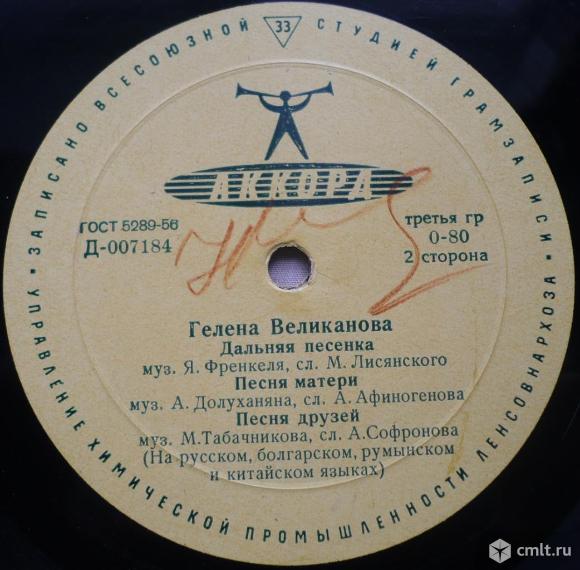 ЗАПИСАНО ВСЕСОЮЗНОЙ СТУДИЕЙ ГРАМЗАПИСИ
33
АККОРД
ГОСТ 5289-56
Д-007184
третья гр
0-80
2 сторона
Гелена Великанова
Дальняя песенка
муз. Я. Френкеля, сл. М. Лисянского
Песня матери
муз. А. Долуханяна, сл. А. Афиногенова
Песня друзей
муз. М. Табачникова, сл. А. Софронова
(На русском, болгарском, румынском
и китайском языках)
УПРАВЛЕНИЕ ХИМИЧЕСКОЙ ПРОМЫШЛЕННОСТИ ЛЕНСОВНАРХОЗА
cmlt.ru